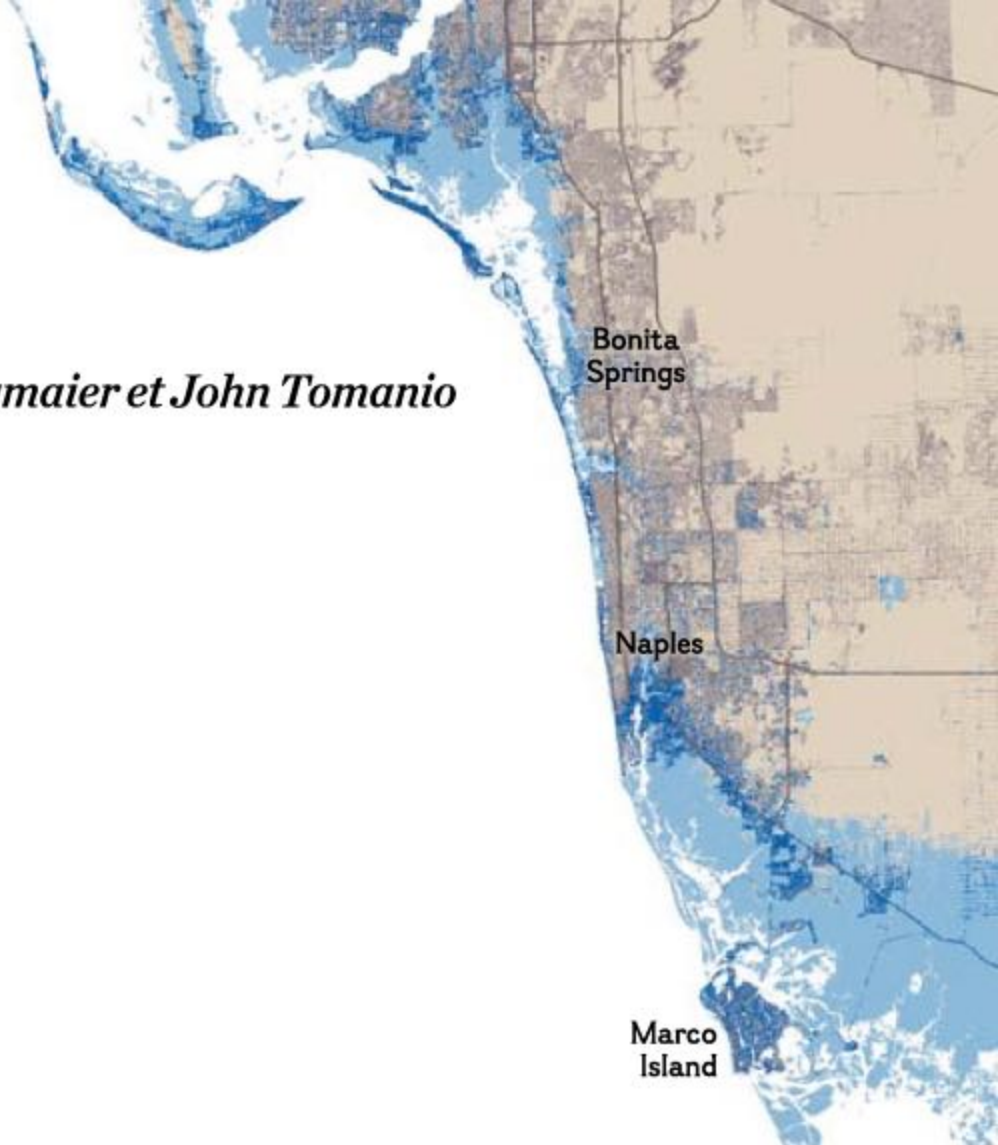 Bonita
Springs
maier et John Tomanio
Naples
Marco
Island